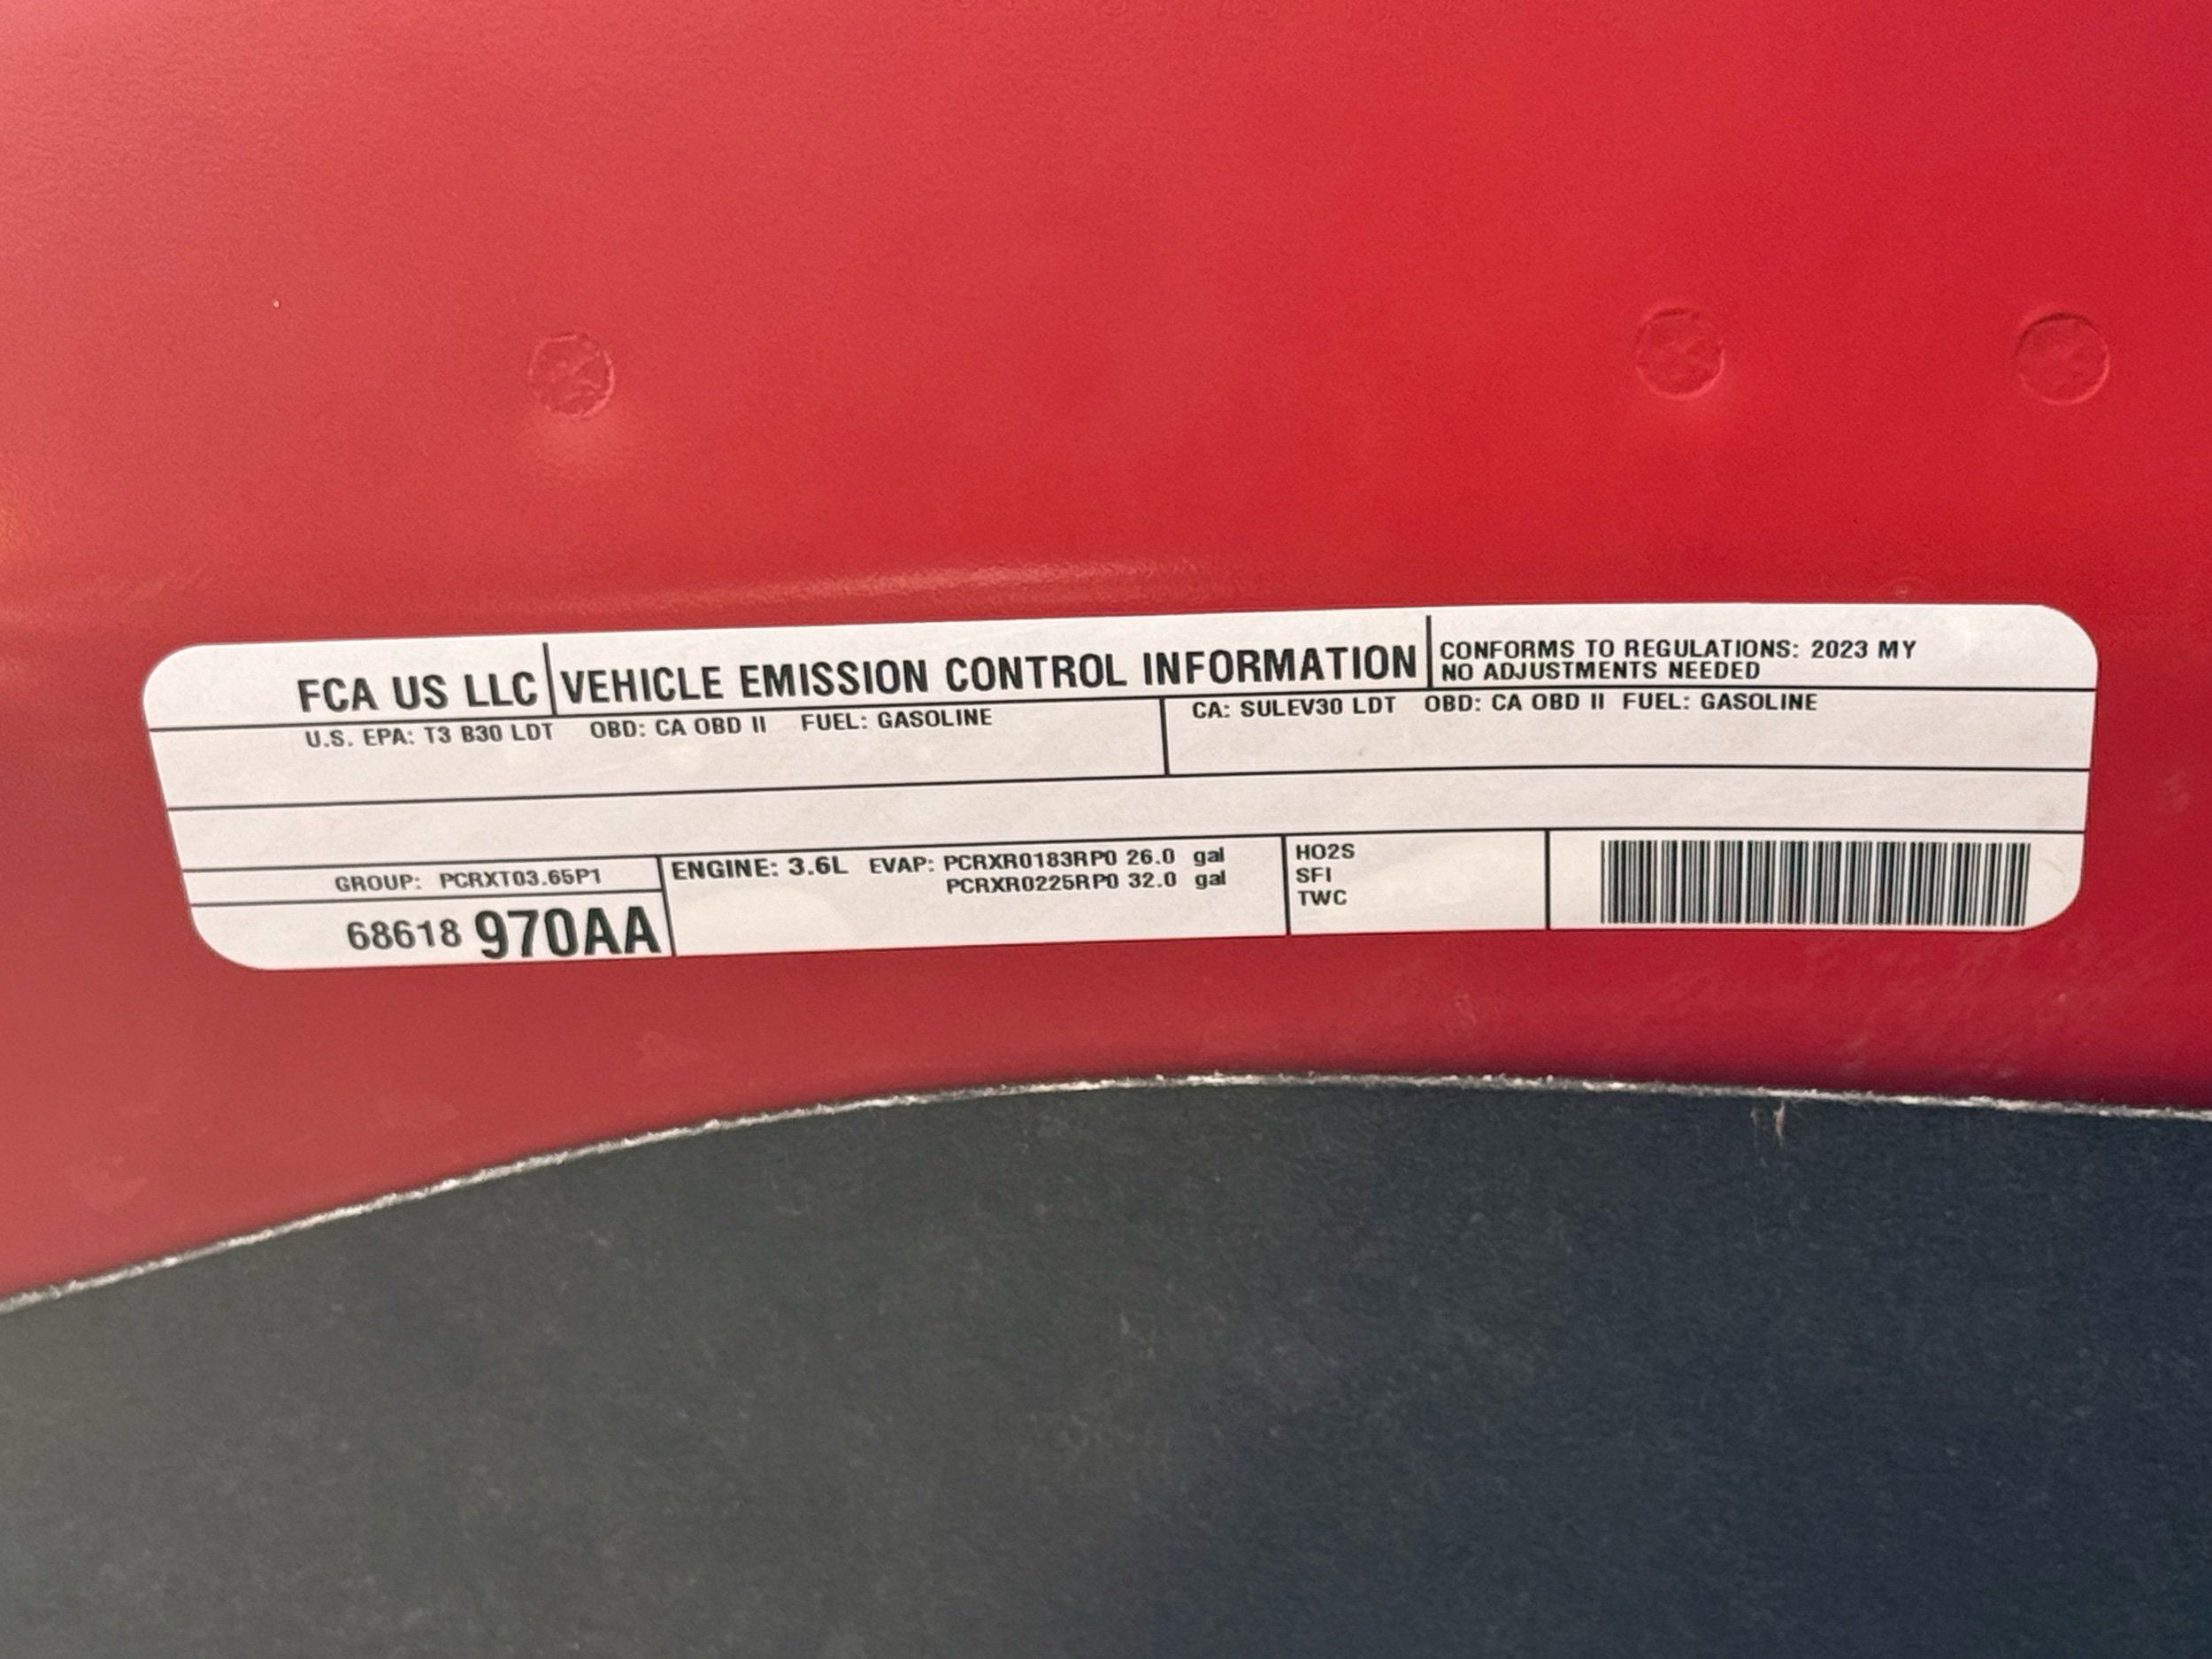 FCA US LLC VEHICLE EMISSION CONTROL INFORMATION
CONFORMS TO REGULATIONS: 2023 MY
NO ADJUSTMENTS NEEDED
U.S. EPA: T3 B30 LDT OBD: CA OBD II FUEL: GASOLINE
CA: SULEV30 LDT OBD: CA OBD II FUEL: GASOLINE
GROUP: PCRXT03.65P1
68618 970AA
ENGINE: 3.6L EVAP: PCRXR0183RP0 26.0 gal
PCRXR0225RP0 32.0 gal
HO2S
SFI
TWC